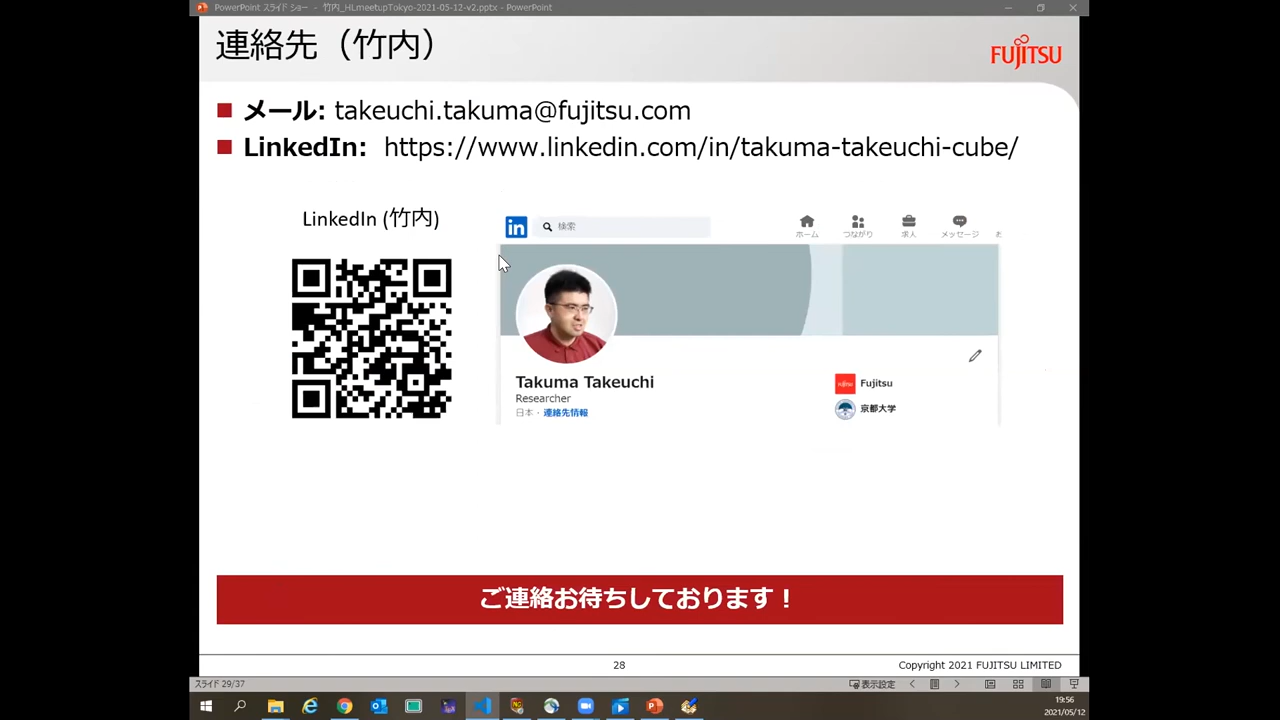 PowerPoint スライド ショー - 竹内_HLmeetupTokyo-2021-05-12-v2.pptx - PowerPoint
連絡先（竹内）
FUJITSU
メール: takeuchi.takuma@fujitsu.com
LinkedIn: https://www.linkedin.com/in/takuma-takeuchi-cube/
LinkedIn (竹内)
in 検索
ホーム つながり 求人 メッセージ
Takuma Takeuchi
Researcher
日本・連絡先情報
Fujitsu
京都大学
ご連絡お待ちしております！
28
Copyright 2021 FUJITSU LIMITED
スライド 29/37
表示設定
19:56
2021/05/12